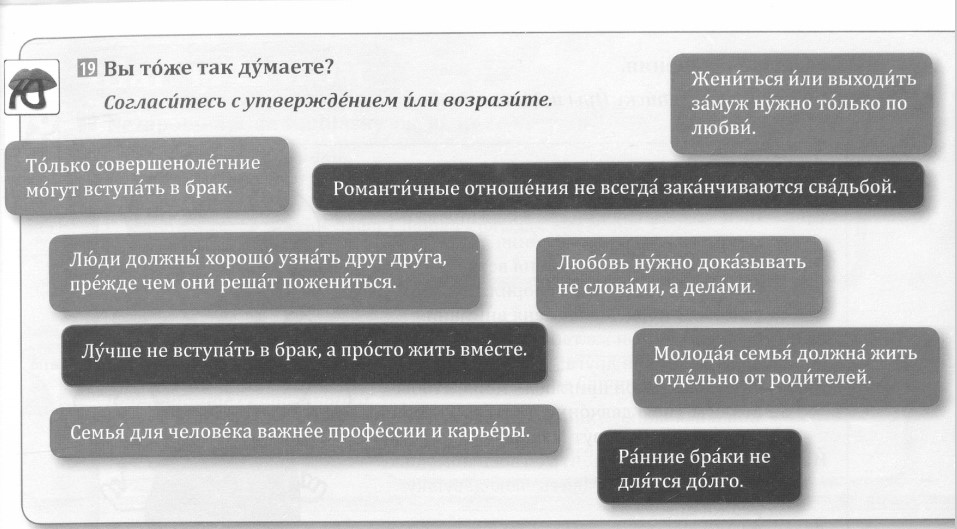 19 Вы то́же так ду́маете?
Согласи́тесь с утвержде́нием и́ли возрази́те.
Жени́ться и́ли выходи́ть
за́муж ну́жно то́лько по
любви́.
То́лько совершеноле́тние
мо́гут вступа́ть в брак.
Романти́чные отноше́ния не всегда́ зака́нчиваются сва́дьбой.
Лю́ди должны́ хорошо́ узна́ть друг дру́га,
пре́жде чем они́ реша́т пожени́ться.
Любо́вь ну́жно дока́зывать
не слова́ми, а дела́ми.
Лу́чше не вступа́ть в брак, а про́сто жить вме́сте.
Молода́я семья́ должна́ жить
отде́льно от роди́телей.
Семья́ для челове́ка важне́е профе́ссии и карье́ры.
Ра́нние бра́ки не
для́тся до́лго.